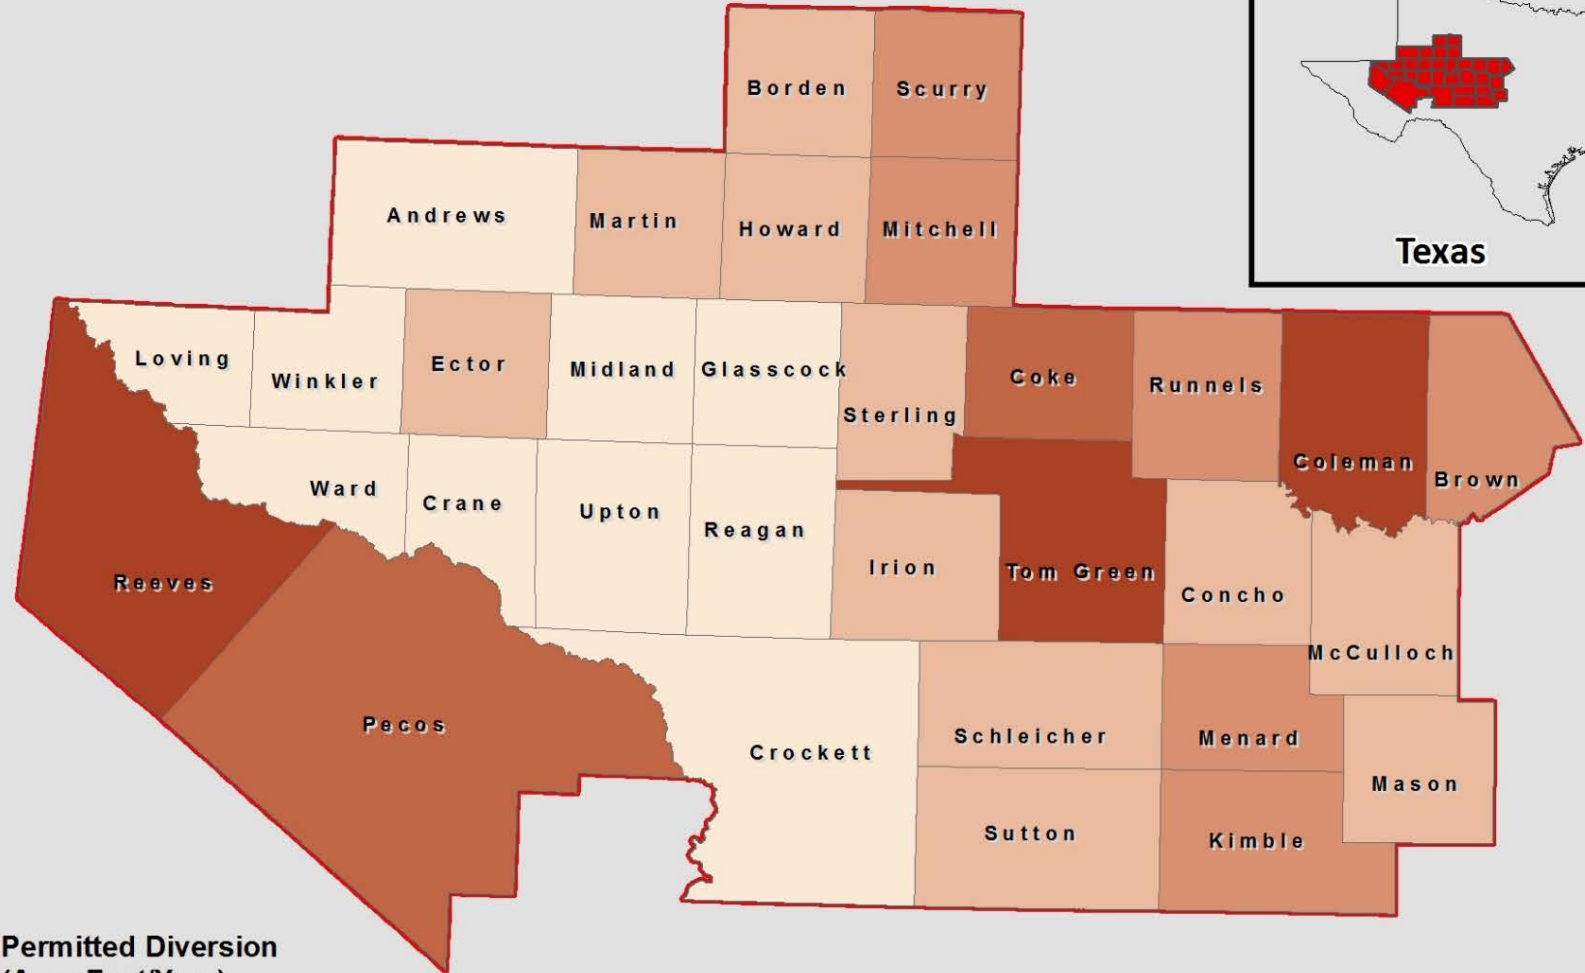 Borden
Scurry
Texas
Andrews
Martin
Howard
Mitchell
Loving
Winkler
Ector
Midland
Glasscock
Sterling
Coke
Runnels
Coleman
Brown
Ward
Crane
Upton
Reagan
Irion
Tom Green
Concho
Reeves
McCulloch
Pecos
Crockett
Schleicher
Menard
Mason
Sutton
Kimble
Permitted Diversion